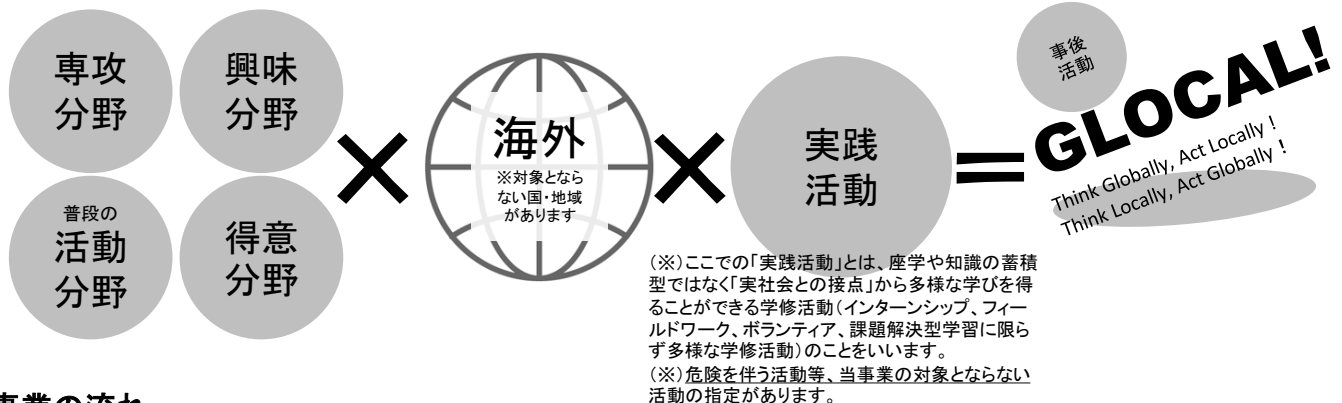 専攻
分野
興味
分野
普段の
活動
分野
得意
分野
×
海外
※対象となら
ない国・地域
があります
×
実践
活動
=
事後
活動
GLOCAL!
Think Globally, Act Locally !
Think Locally, Act Globally !
(※)ここでの「実践活動」とは、座学や知識の蓄積
型ではなく「実社会との接点」から多様な学びを得
ることができる学修活動(インターンシップ、フィー
ルドワーク、ボランティア、課題解決型学習に限ら
ず多様な学修活動)のことをいいます。
(※)危険を伴う活動等、当事業の対象とならない
活動の指定があります。
事業の流れ